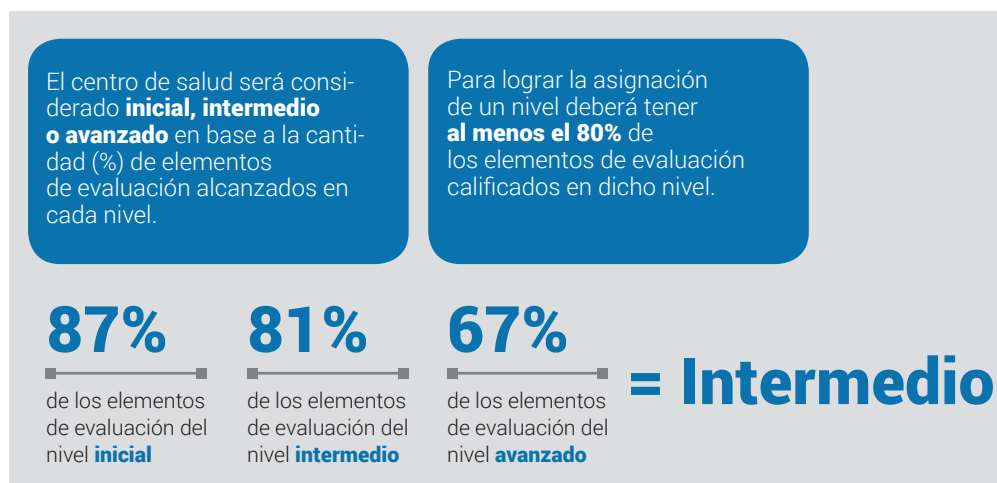 El centro de salud será consi-
derado inicial, intermedio
o avanzado en base a la canti-
dad (%) de elementos
de evaluación alcanzados en
cada nivel.
Para lograr la asignación
de un nivel deberá tener
al menos el 80% de
los elementos de evaluación
calificados en dicho nivel.
87%
de los elementos
de evaluación del
nivel inicial
81%
de los elementos
de evaluación del
nivel intermedio
67%
de los elementos
de evaluación del
nivel avanzado
= Intermedio